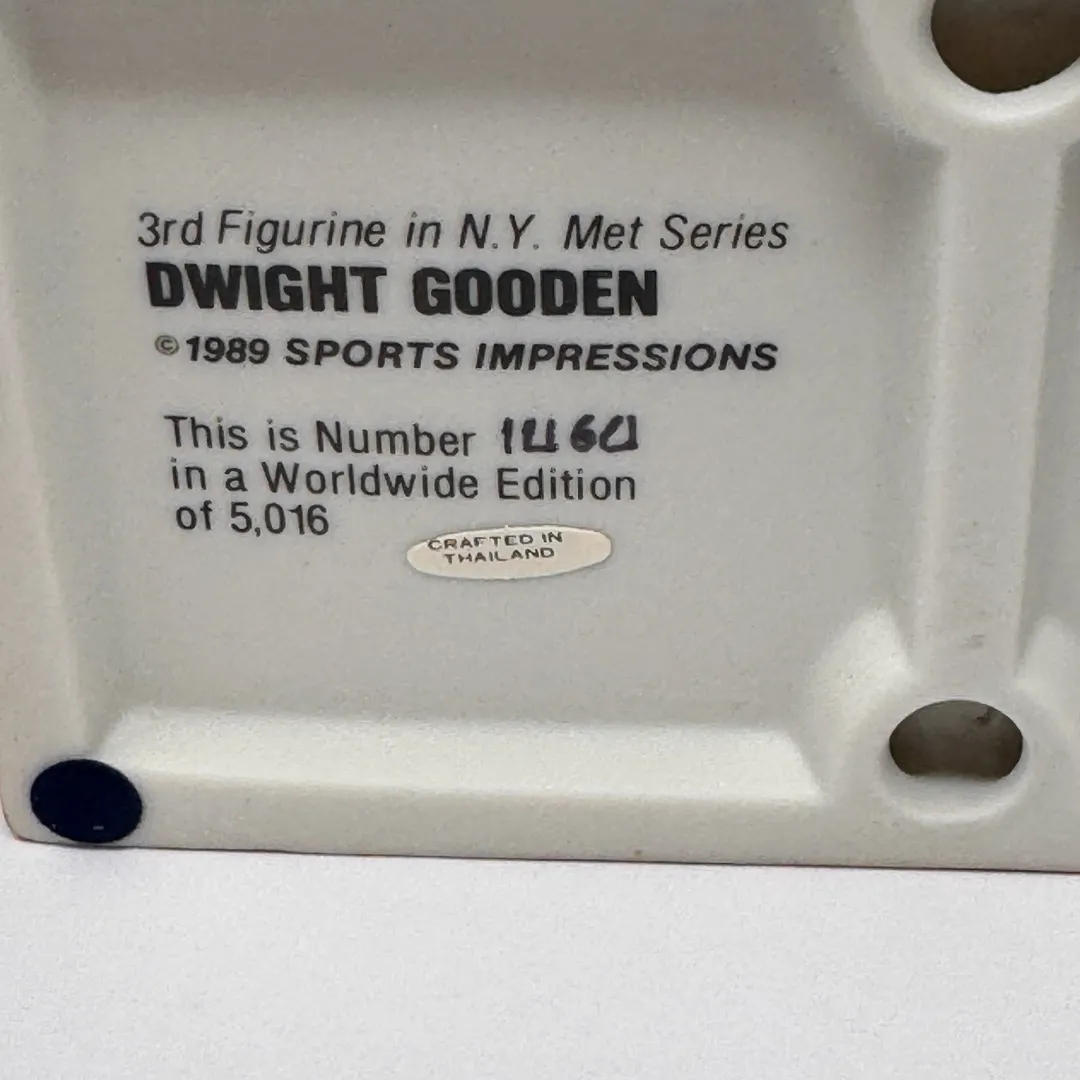 3rd Figurine in N.Y. Met Series
DWIGHT GOODEN
©1989 SPORTS IMPRESSIONS
This is Number
in a Worldwide Edition
of 5,016
CRAFTED IN
THAILAND